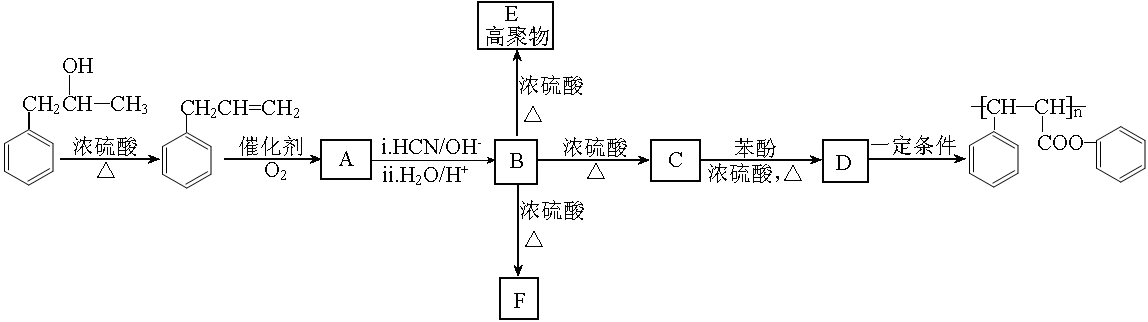 E
高聚物
浓硫酸
△
OH
CH₂—CH—CH₃
浓硫酸
△
CH₂CH=CH₂
催化剂
O₂
A
i.HCN/OH⁻
ii.H₂O/H⁺
B
浓硫酸
△
C
苯酚
浓硫酸,△
D
一定条件
[CH—CH]n
COO
浓硫酸
△
F